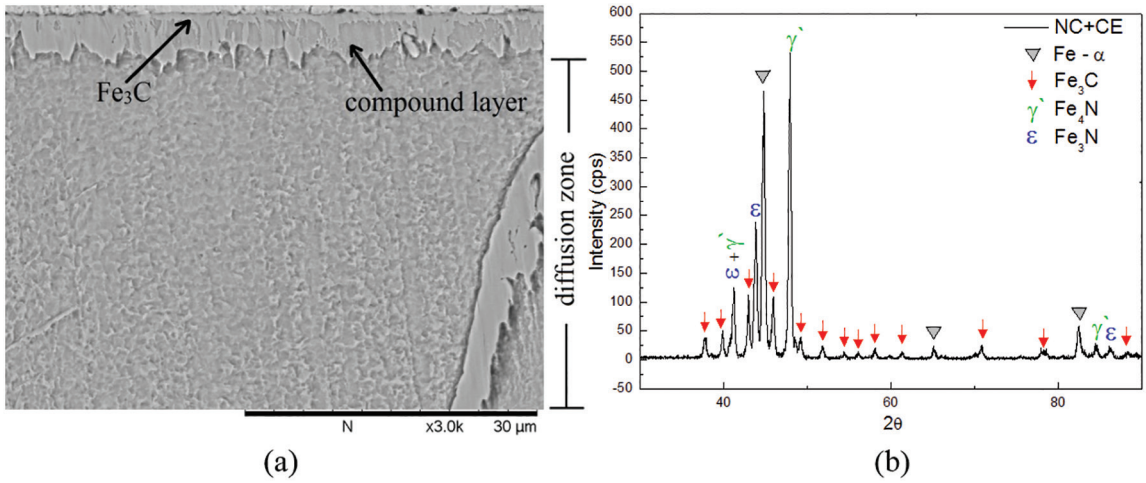 Fe₃C
compound layer
diffusion zone
N
x3.0k
30 µm
(a)
600
550
500
450
400
350
300
250
200
150
100
50
0
-50
Intensity (cps)
40
60
80
2θ
NC+CE
Fe - α
Fe₃C
γ` Fe₄N
ε Fe₃N
ε + γ`
ε
γ`
γ`
ε
(b)